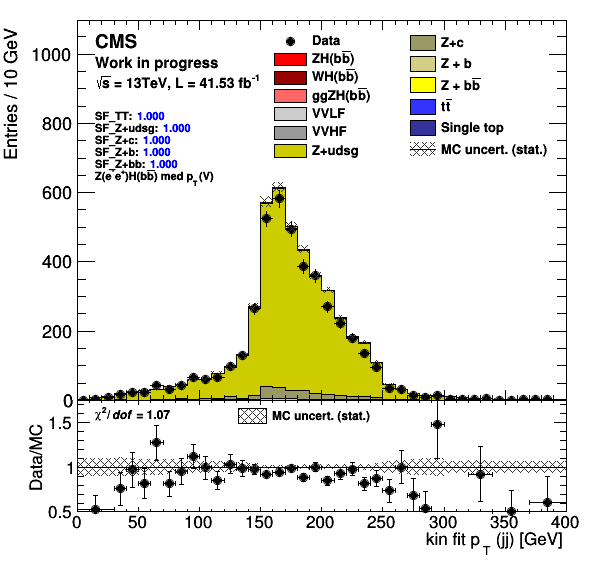 CMS
Work in progress
√s = 13TeV, L = 41.53 fb⁻¹
SF_TT: 1.000
SF_Z+udsg: 1.000
SF_Z+c: 1.000
SF_Z+b: 1.000
SF_Z+bb: 1.000
Z(e⁻e⁺)H(bb̅) med p_T(V)
Data
ZH(bb̅)
WH(bb̅)
ggZH(bb̅)
VVLF
VVHF
Z+udsg
Z+c
Z + b
Z + bb̅
tt̅
Single top
MC uncert. (stat.)
Entries / 10 GeV
1000
800
600
400
200
0
χ²/dof = 1.07
MC uncert. (stat.)
Data/MC
1.5
1
0.5
0 50 100 150 200 250 300 350 400
kin fit p_T (jj) [GeV]